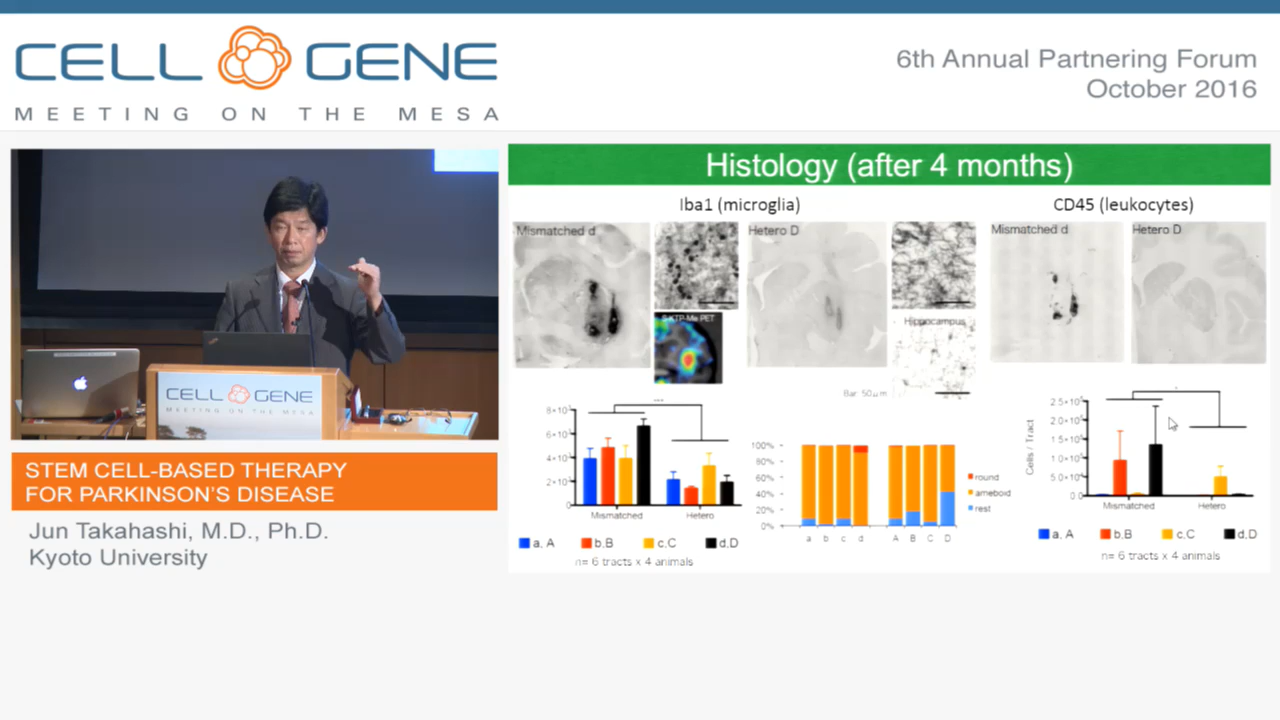 CELL GENE
MEETING ON THE MESA
6th Annual Partnering Forum
October 2016
CELL GENE
MEETING ON THE MESA
STEM CELL-BASED THERAPY
FOR PARKINSON'S DISEASE
Jun Takahashi, M.D., Ph.D.
Kyoto University
Histology (after 4 months)
Iba1 (microglia)
CD45 (leukocytes)
Mismatched d
Hetero D
Mismatched d
Hetero D
PET
Hippocampus
Bar: 50µm
Mismatched
Hetero
a, A
b,B
c,C
d,D
n= 6 tracts x 4 animals
100%
80%
60%
40%
20%
0%
a b c d
A B C D
round
ameboid
rest
Cells / Tract
Mismatched
Hetero
a, A
b,B
c,C
d,D
n= 6 tracts x 4 animals